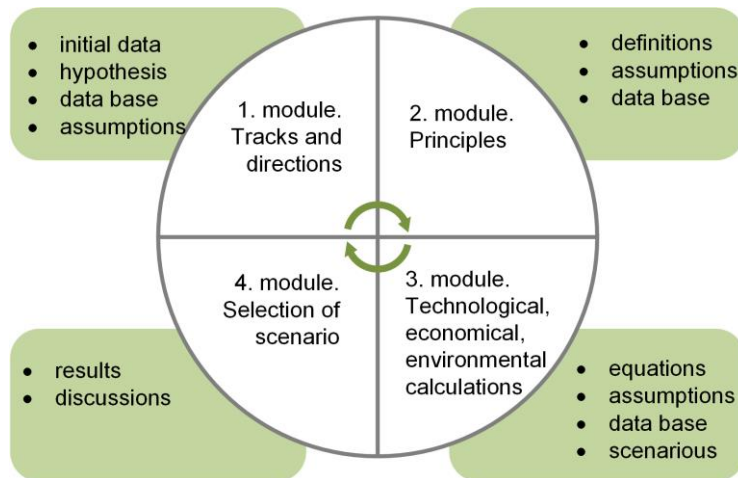 • initial data
• hypothesis
• data base
• assumptions
1. module.
Tracks and
directions
2. module.
Principles
• definitions
• assumptions
• data base
4. module.
Selection of
scenario
3. module.
Technological,
economical,
environmental
calculations
• results
• discussions
• equations
• assumptions
• data base
• scenarious